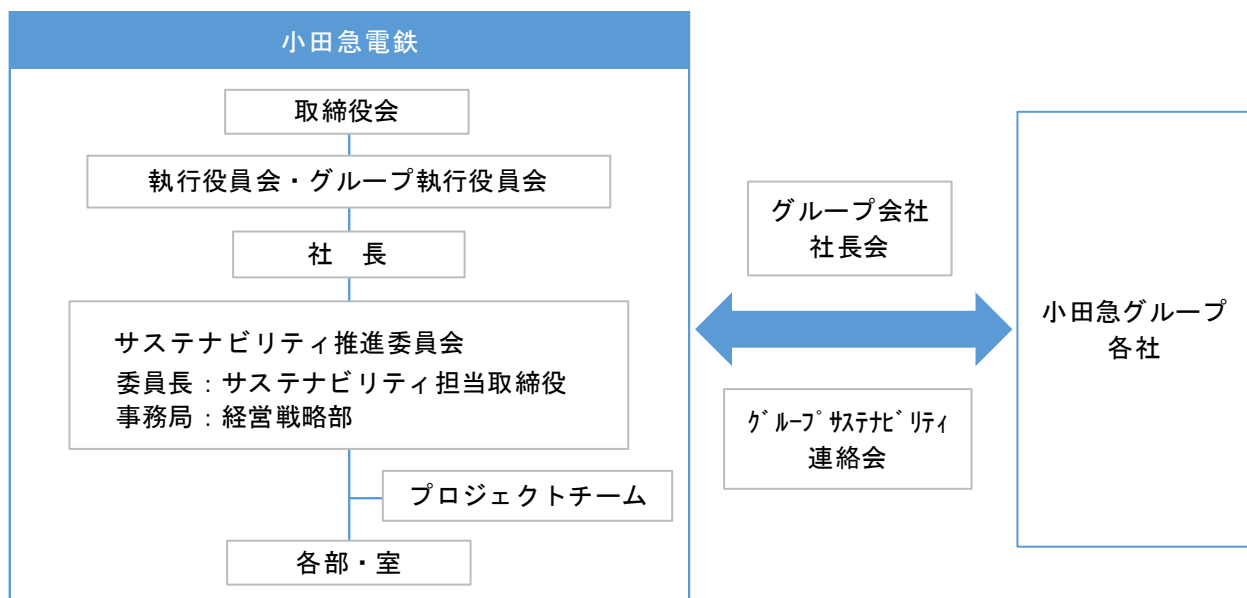 小田急電鉄
取締役会
執行役員会・グループ執行役員会
社　長
サステナビリティ推進委員会
委員長：サステナビリティ担当取締役
事務局：経営戦略部
プロジェクトチーム
各部・室
グループ会社
社長会
ｸﾞﾙｰﾌﾟｻｽﾃﾅﾋﾞﾘﾃｨ
連絡会
小田急グループ
各社